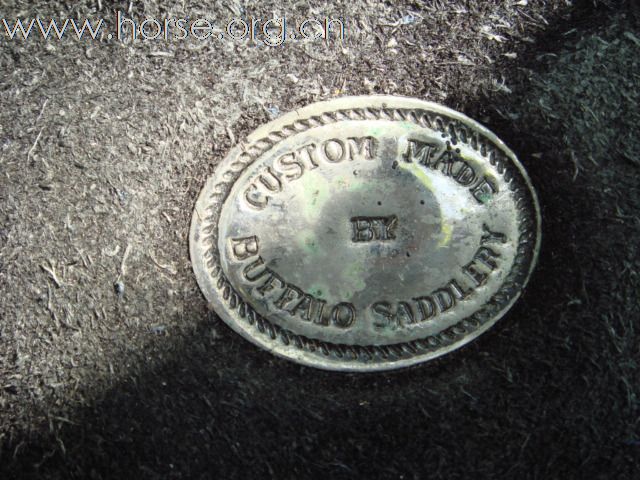 www.horse.org.cn
CUSTOM MADE
BY
BUFFALO SADDLERY